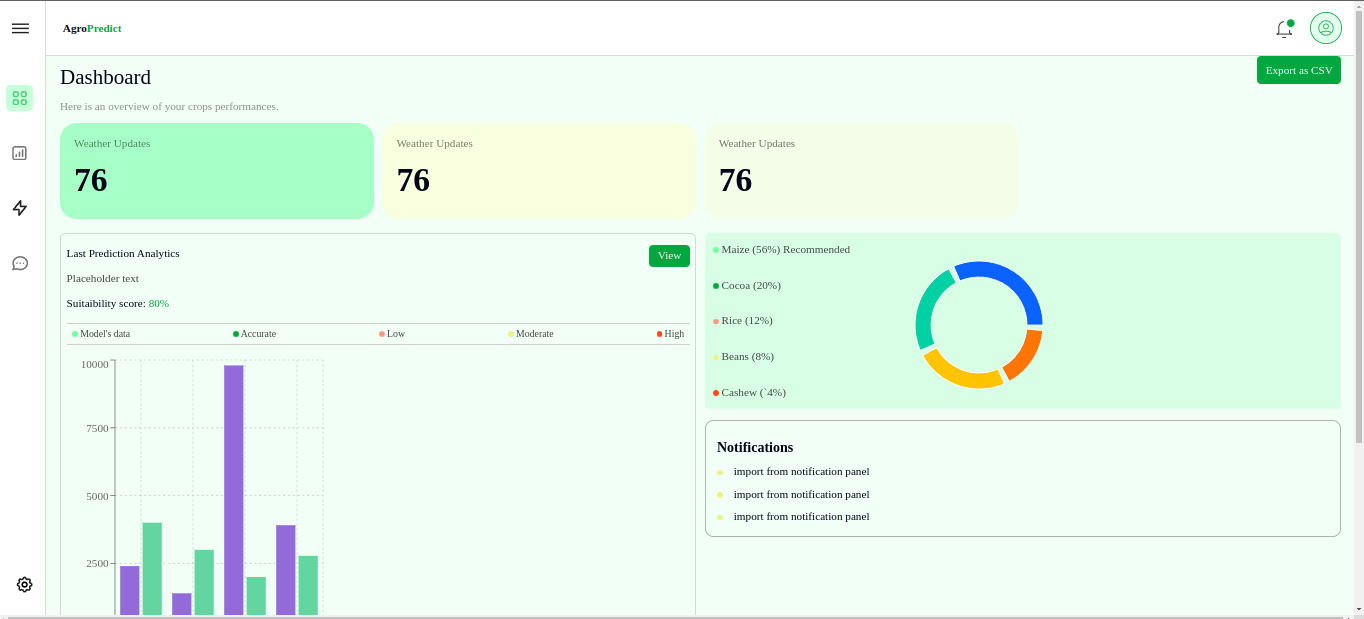 AgroPredict
Export as CSV
Dashboard
Here is an overview of your crops performances.
Weather Updates
76
Weather Updates
76
Weather Updates
76
Last Prediction Analytics
View
Placeholder text
Suitaibility score: 80%
Model's data
Accurate
Low
Moderate
High
10000
7500
5000
2500
Maize (56%) Recommended
Cocoa (20%)
Rice (12%)
Beans (8%)
Cashew (`4%)
Notifications
import from notification panel
import from notification panel
import from notification panel